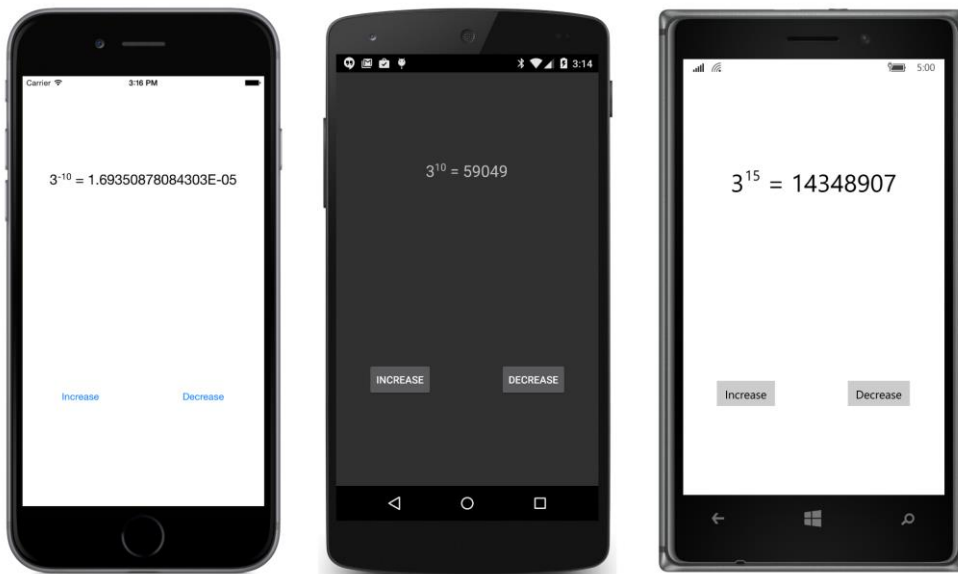 Carrier 3:16 PM
3⁻¹⁰ = 1.69350878084303E-05
Increase Decrease
3:14
3¹⁰ = 59049
INCREASE DECREASE
5:00
3¹⁵ = 14348907
Increase Decrease